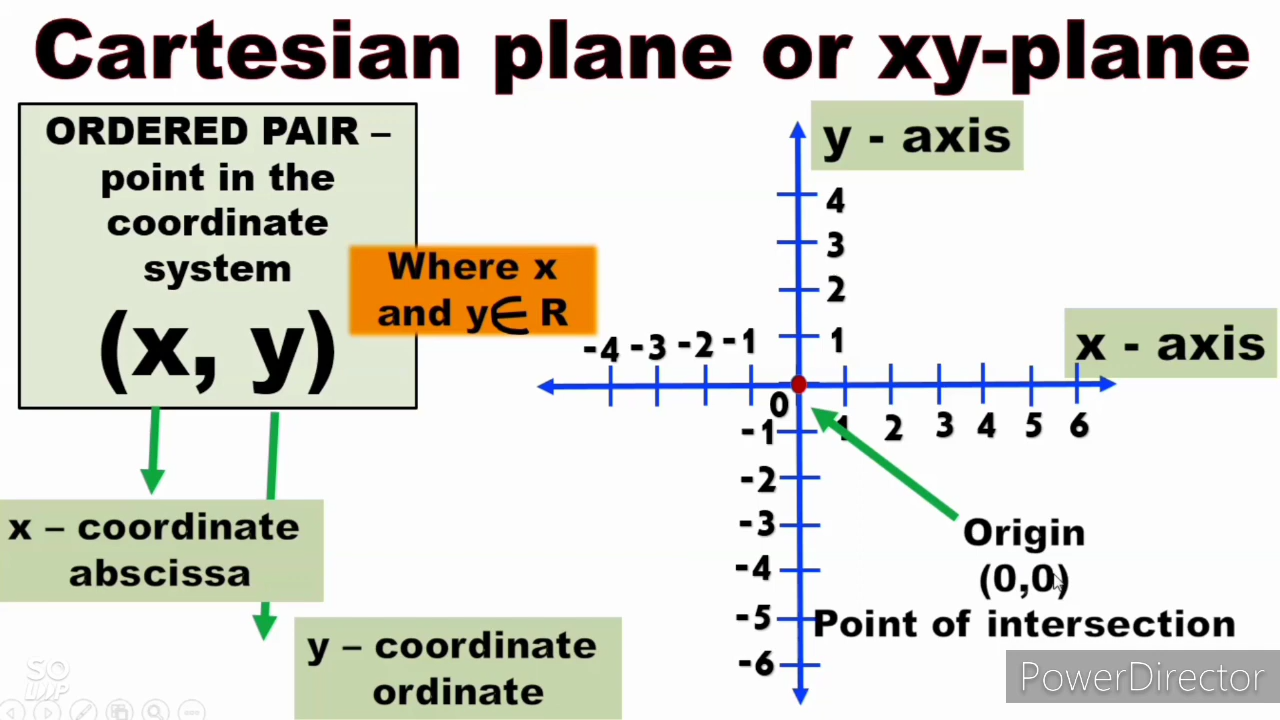 Cartesian plane or xy-plane
ORDERED PAIR –
point in the
coordinate
system
(x, y)
Where x
and y∈ R
x – coordinate
abscissa
y – coordinate
ordinate
y - axis
4
3
2
1
-4 -3 -2 -1
x - axis
0
1 2 3 4 5 6
-1
-2
-3
-4
-5
-6
Origin
(0,0)
Point of intersection
PowerDirector